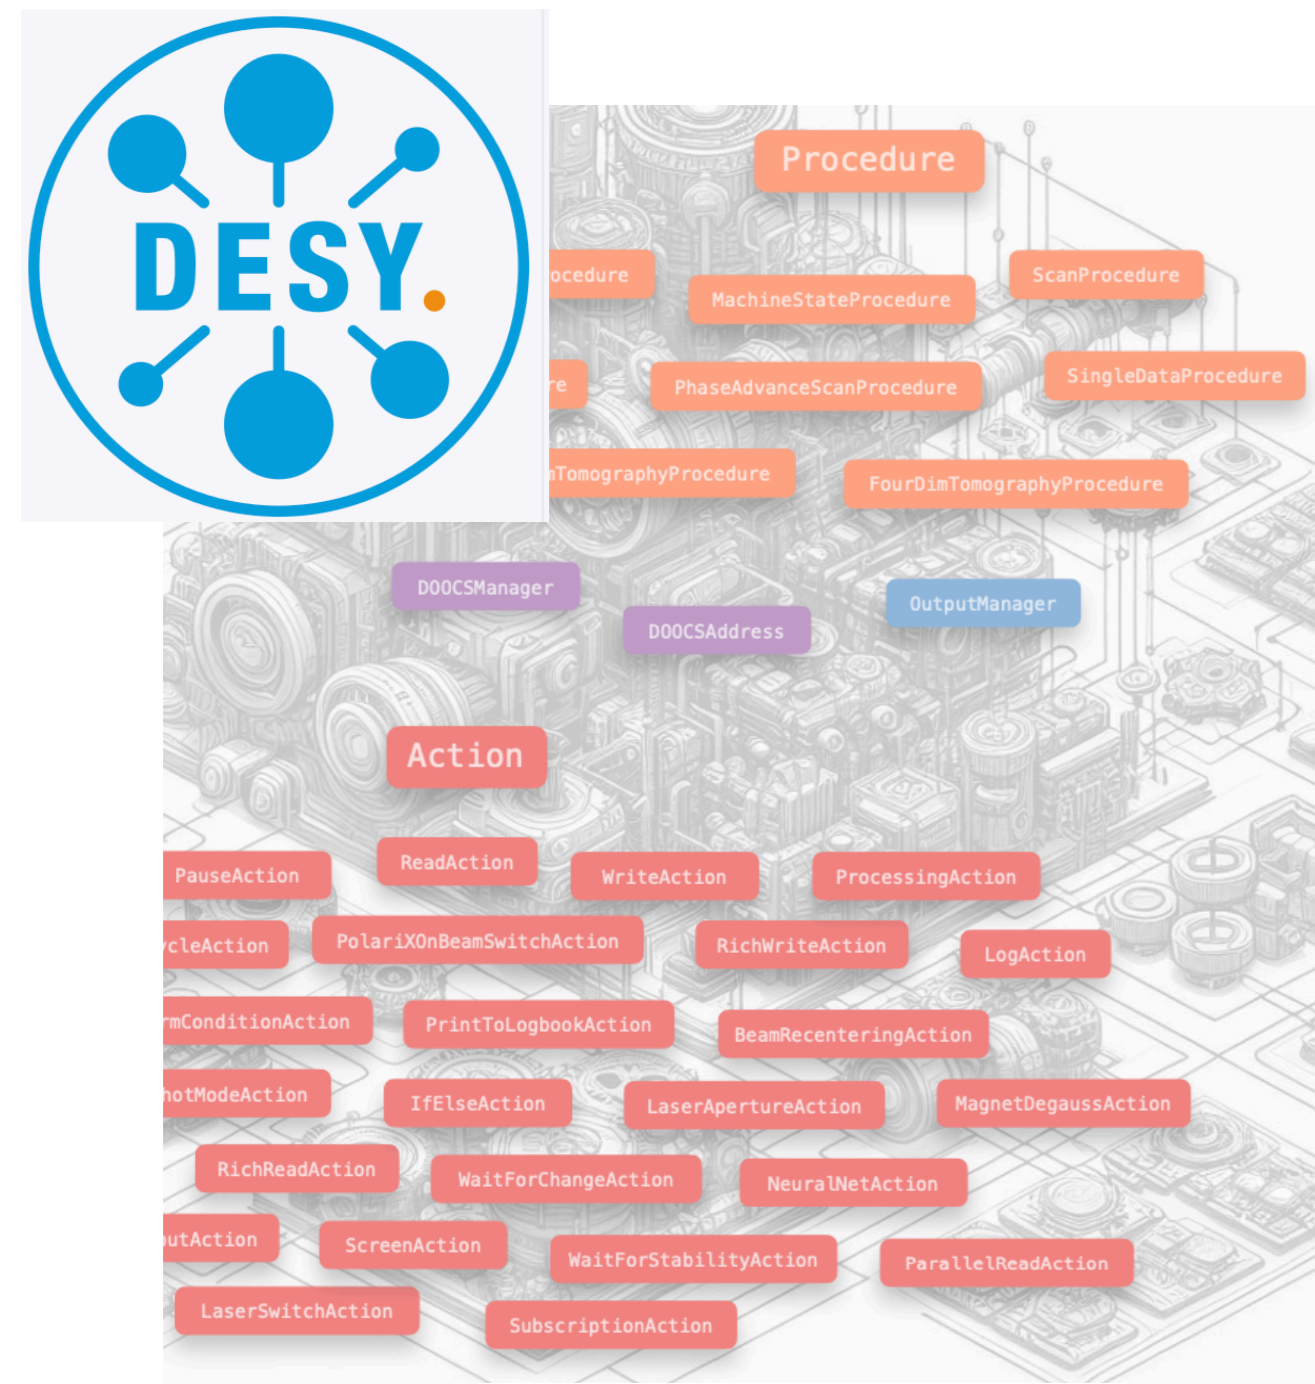 DESY.
Procedure
ocedure
MachineStateProcedure
ScanProcedure
re
PhaseAdvanceScanProcedure
SingleDataProcedure
TomographyProcedure
FourDimTomographyProcedure
DOOCSManager
DOOCSAddress
OutputManager
Action
PauseAction
ReadAction
WriteAction
ProcessingAction
ycleAction
PolariXOnBeamSwitchAction
RichWriteAction
LogAction
rmConditionAction
PrintToLogbookAction
BeamRecenteringAction
hotModeAction
IfElseAction
LaserApertureAction
MagnetDegaussAction
RichReadAction
WaitForChangeAction
NeuralNetAction
utAction
ScreenAction
WaitForStabilityAction
ParallelReadAction
LaserSwitchAction
SubscriptionAction